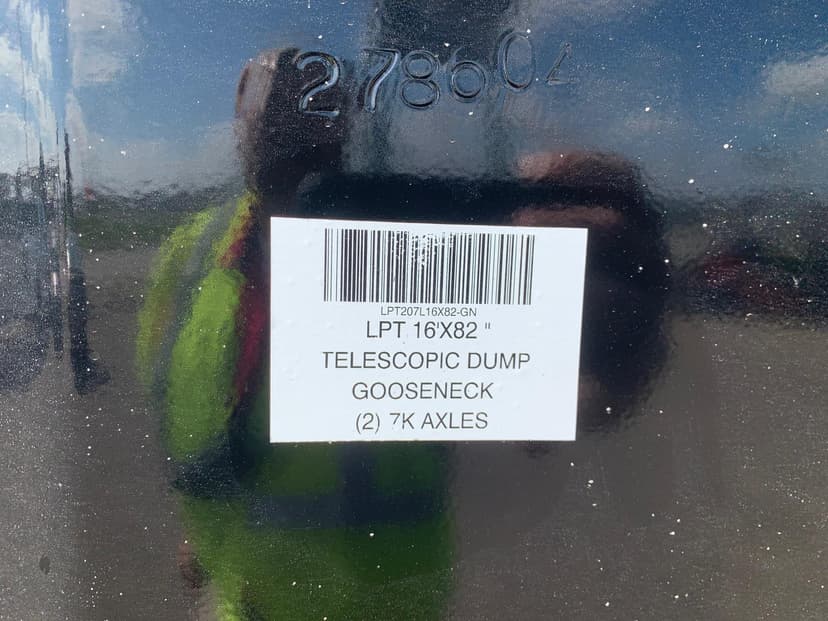 278604
LPT207L16X82-GN
LPT 16'X82 "
TELESCOPIC DUMP
GOOSENECK
(2) 7K AXLES